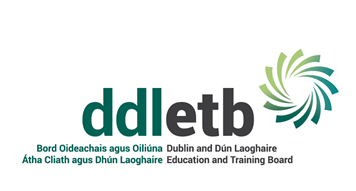 ddletb
Bord Oideachais agus Oiliúna Dublin and Dún Laoghaire
Átha Cliath agus Dhún Laoghaire Education and Training Board